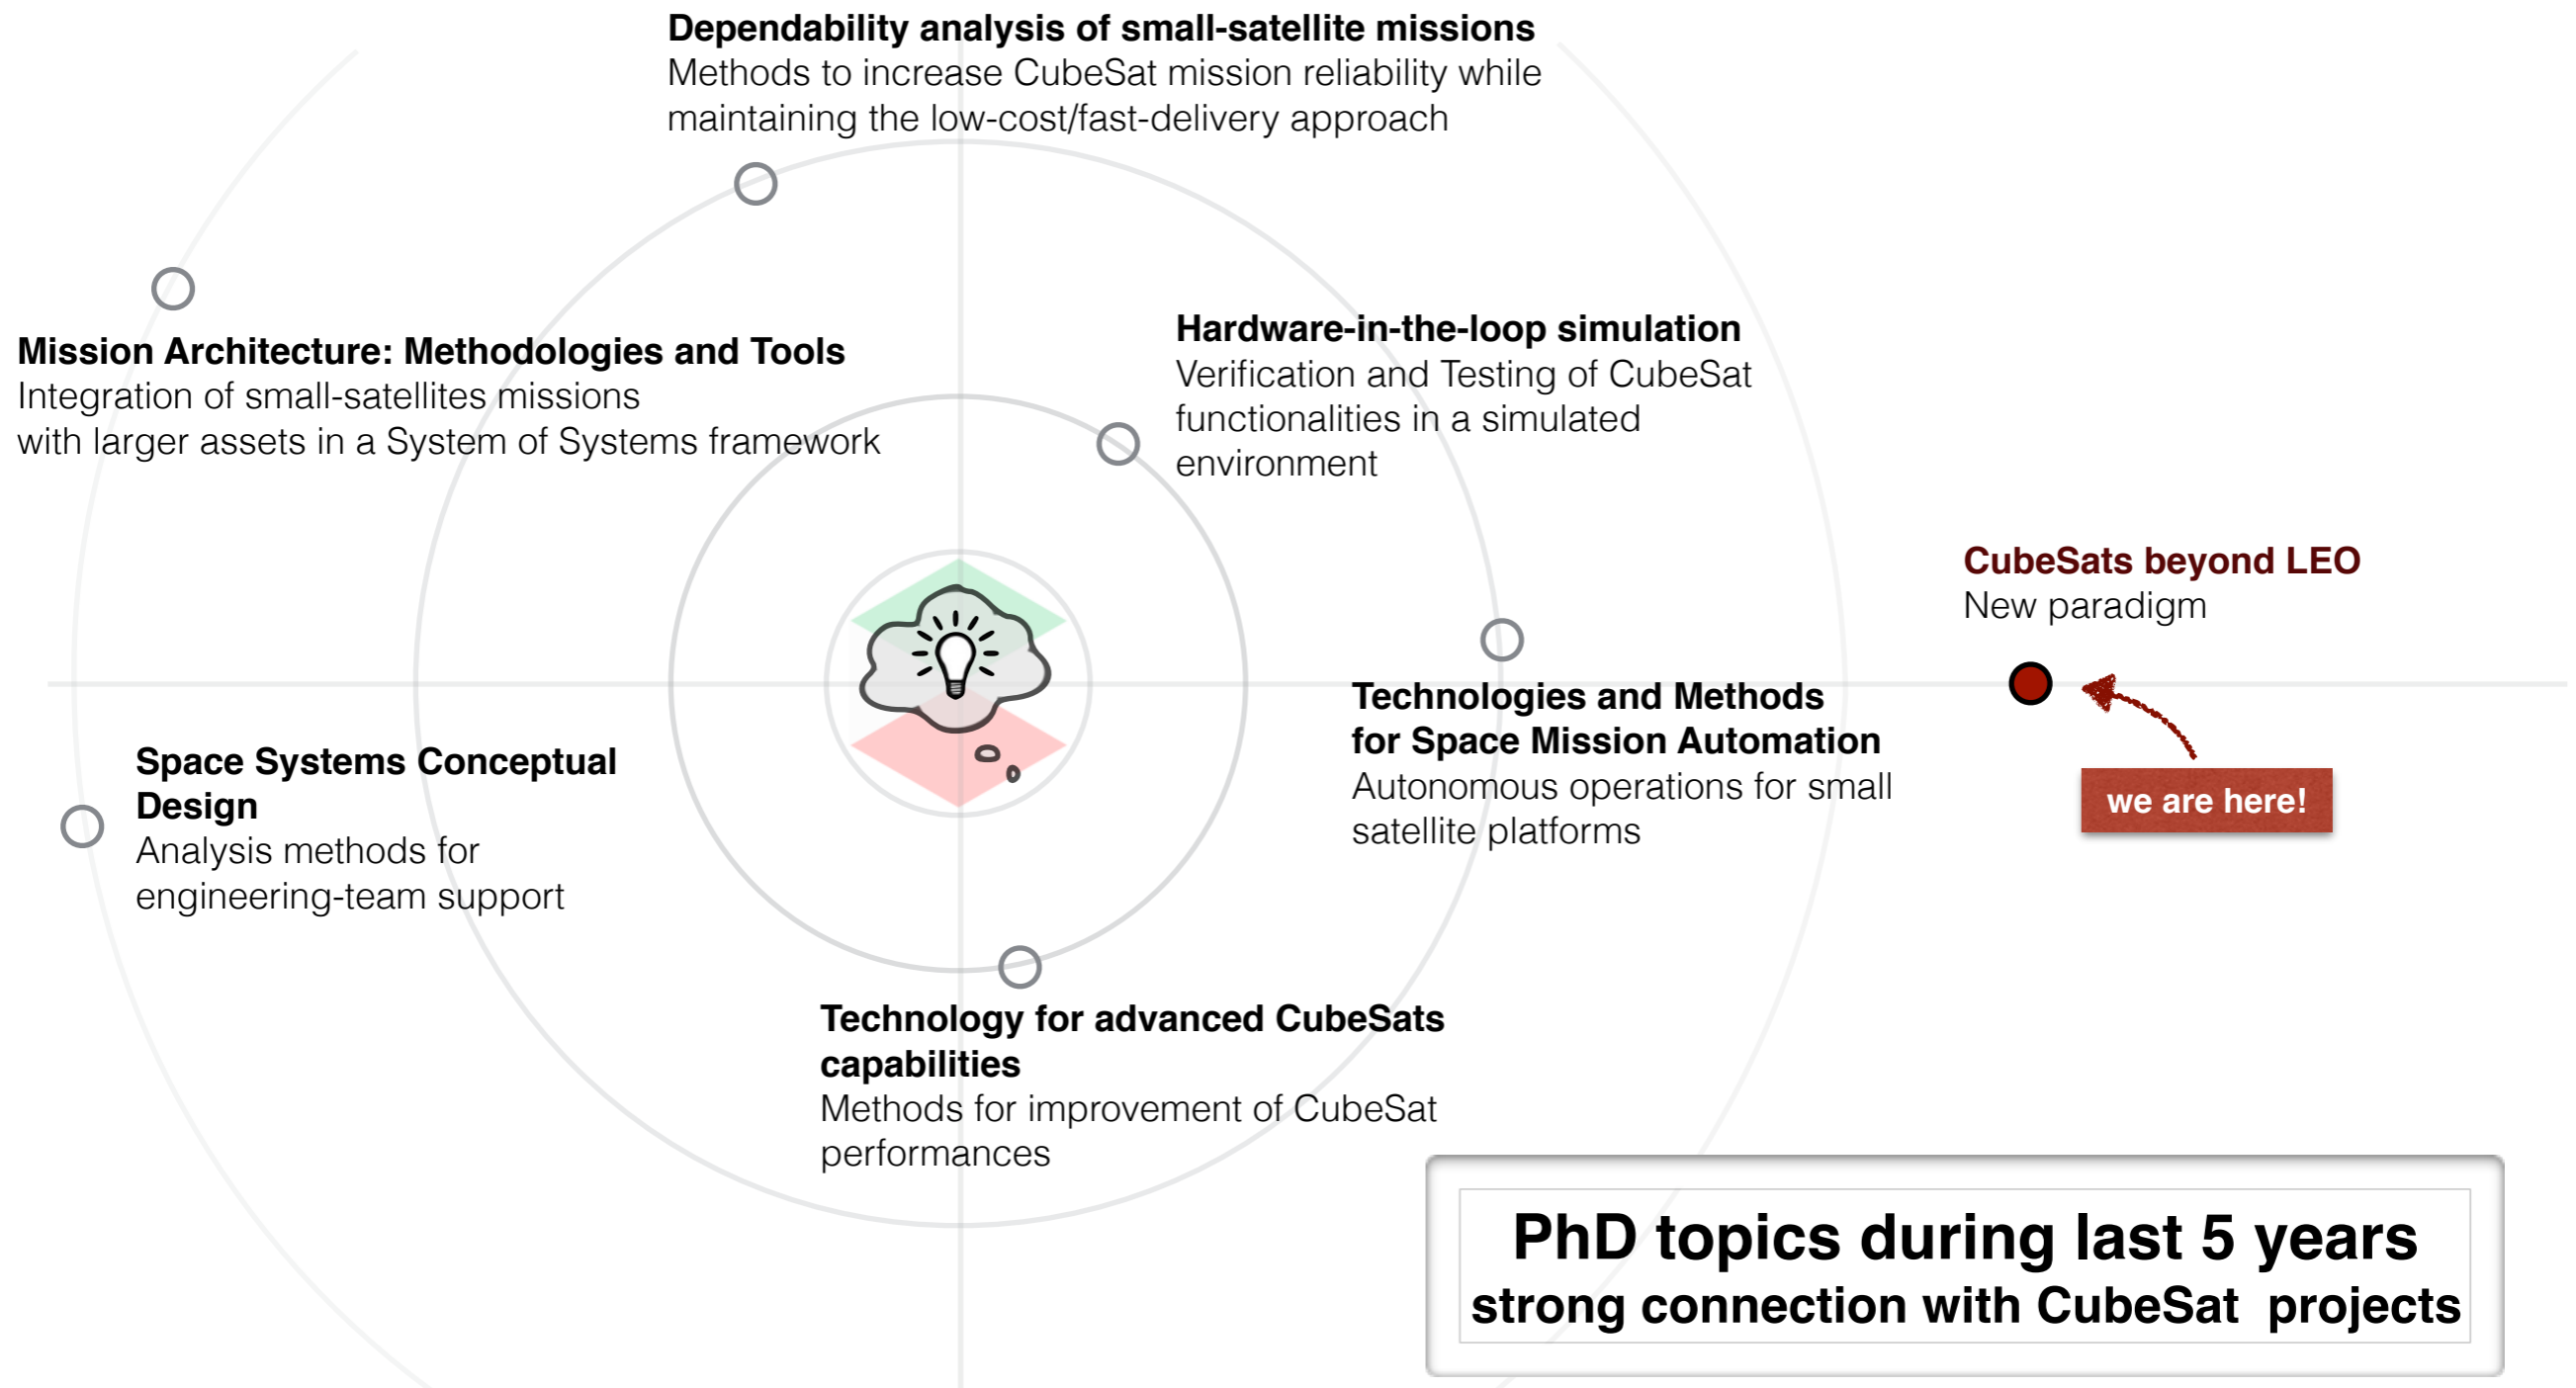 Dependability analysis of small-satellite missions
Methods to increase CubeSat mission reliability while
maintaining the low-cost/fast-delivery approach
Mission Architecture: Methodologies and Tools
Integration of small-satellites missions
with larger assets in a System of Systems framework
Hardware-in-the-loop simulation
Verification and Testing of CubeSat
functionalities in a simulated
environment
CubeSats beyond LEO
New paradigm
we are here!
Technologies and Methods
for Space Mission Automation
Autonomous operations for small
satellite platforms
Space Systems Conceptual
Design
Analysis methods for
engineering-team support
Technology for advanced CubeSats
capabilities
Methods for improvement of CubeSat
performances
PhD topics during last 5 years
strong connection with CubeSat projects